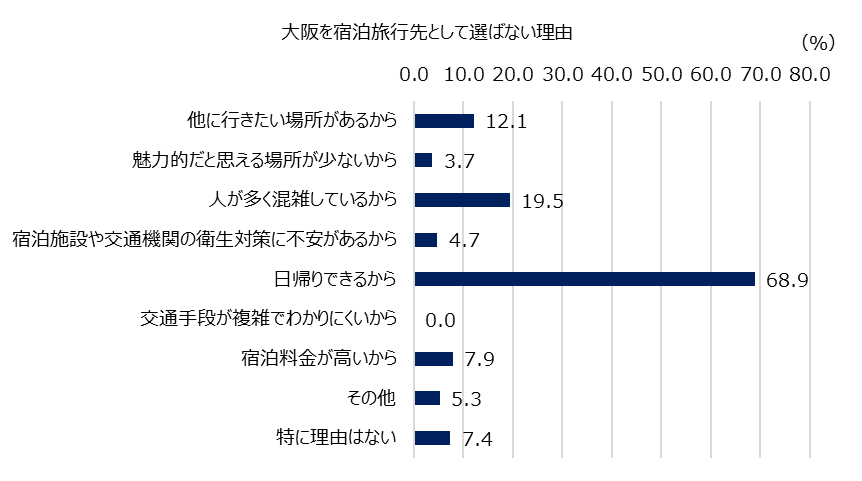 大阪を宿泊旅行先として選ばない理由
（%）
0.0 10.0 20.0 30.0 40.0 50.0 60.0 70.0 80.0
他に行きたい場所があるから 12.1
魅力的だと思える場所が少ないから 3.7
人が多く混雑しているから 19.5
宿泊施設や交通機関の衛生対策に不安があるから 4.7
日帰りできるから 68.9
交通手段が複雑でわかりにくいから 0.0
宿泊料金が高いから 7.9
その他 5.3
特に理由はない 7.4